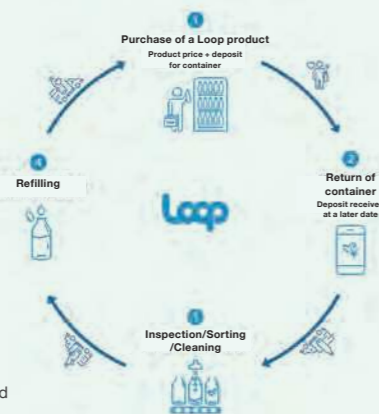 1
Purchase of a Loop product
Product price + deposit
for container
2
Return of
container
Deposit receive
at a later date
3
Inspection/Sorting
/Cleaning
4
Refilling
Loop
d